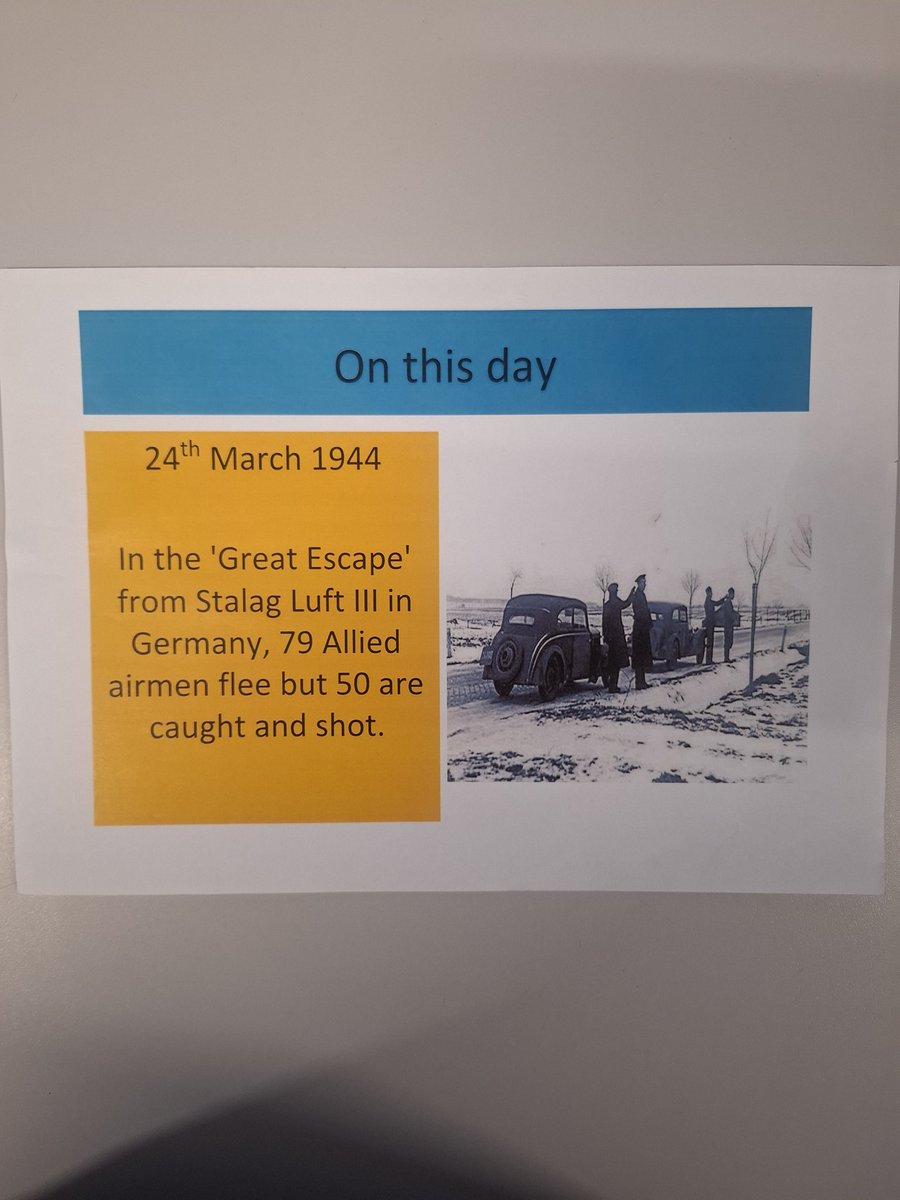 On this day
24th March 1944
In the 'Great Escape'
from Stalag Luft III in
Germany, 79 Allied
airmen flee but 50 are
caught and shot.